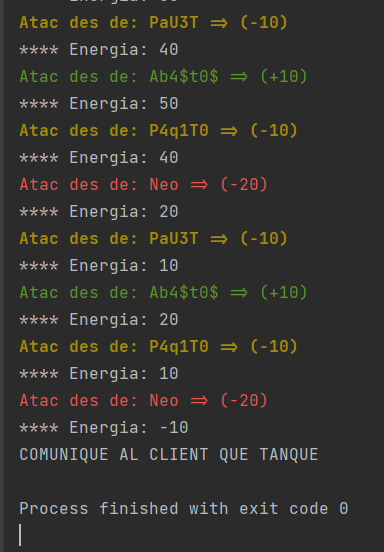 Atac des de: PaU3T => (-10)
**** Energia: 40
Atac des de: Ab4$t0$ => (+10)
**** Energia: 50
Atac des de: P4q1T0 => (-10)
**** Energia: 40
Atac des de: Neo => (-20)
**** Energia: 20
Atac des de: PaU3T => (-10)
**** Energia: 10
Atac des de: Ab4$t0$ => (+10)
**** Energia: 20
Atac des de: P4q1T0 => (-10)
**** Energia: 10
Atac des de: Neo => (-20)
**** Energia: -10
COMUNIQUE AL CLIENT QUE TANQUE
Process finished with exit code 0